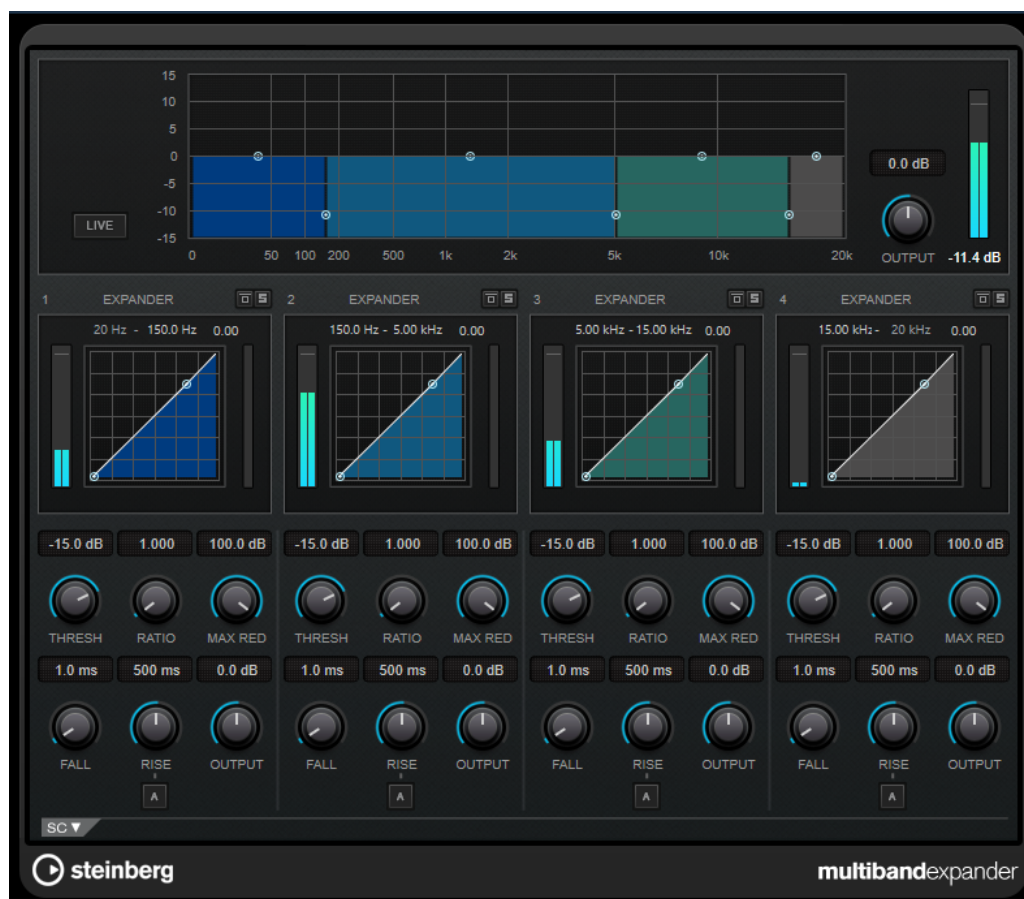 15
10
5
0
-5
-10
-15
LIVE
0 50 100 200 500 1k 2k 5k 10k 20k
0.0 dB
OUTPUT -11.4 dB
1 EXPANDER S 2 EXPANDER S 3 EXPANDER S 4 EXPANDER S
20 Hz - 150.0 Hz 0.00 150.0 Hz - 5.00 kHz 0.00 5.00 kHz - 15.00 kHz 0.00 15.00 kHz - 20 kHz 0.00
-15.0 dB 1.000 100.0 dB -15.0 dB 1.000 100.0 dB -15.0 dB 1.000 100.0 dB -15.0 dB 1.000 100.0 dB
THRESH RATIO MAX RED THRESH RATIO MAX RED THRESH RATIO MAX RED THRESH RATIO MAX RED
1.0 ms 500 ms 0.0 dB 1.0 ms 500 ms 0.0 dB 1.0 ms 500 ms 0.0 dB 1.0 ms 500 ms 0.0 dB
FALL RISE OUTPUT FALL RISE OUTPUT FALL RISE OUTPUT FALL RISE OUTPUT
A A A A
SC ▼
steinberg multibandexpander